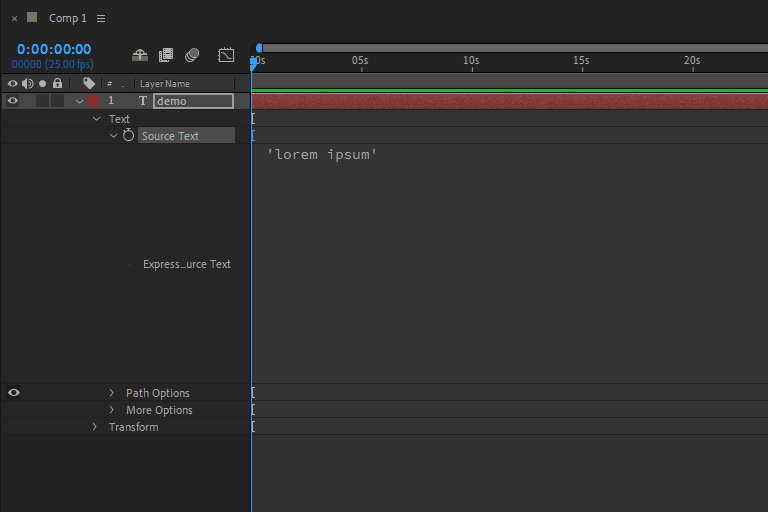 × Comp 1
0:00:00:00
00000 (25.00 fps)
00s 05s 10s 15s 20s
# . Layer Name
1 T demo
Text
Source Text
'lorem ipsum'
Express...urce Text
Path Options
More Options
Transform